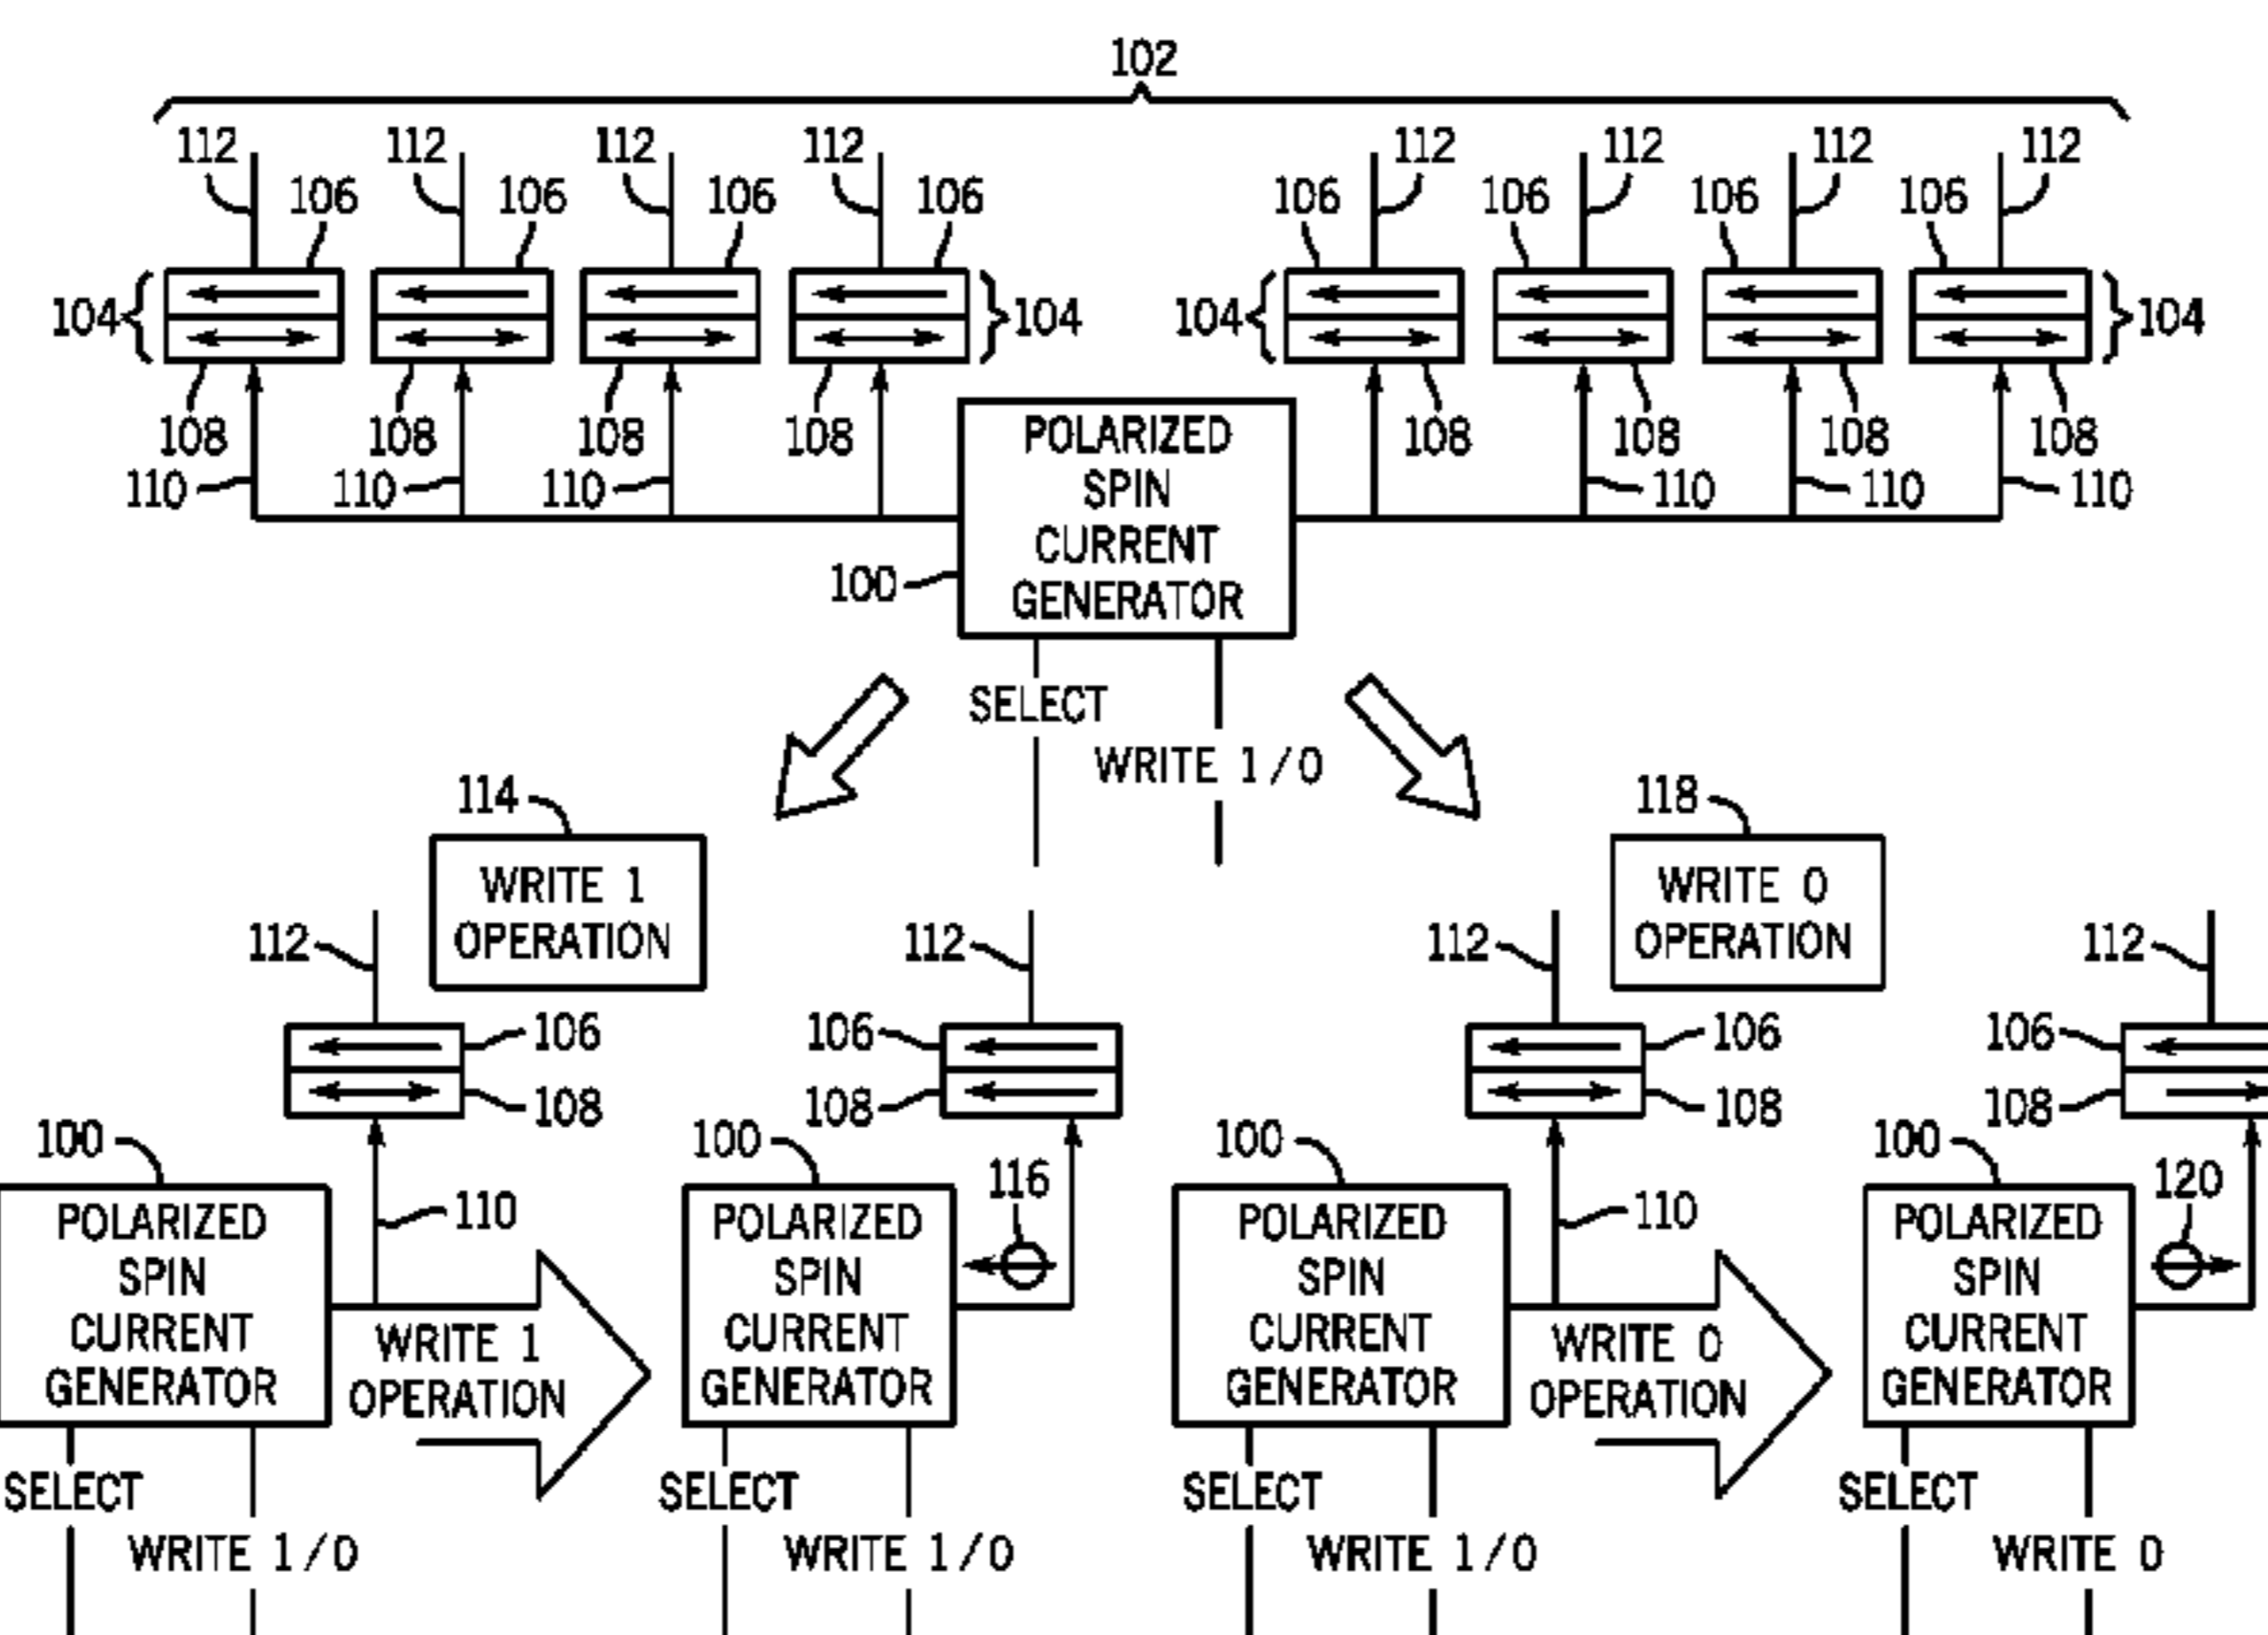 102
112 112 112 112 112 112 112 112
106 106 106 106 106 106 106 106
104 104 104 104
108 108 108 108 108 108 108 108
110 110 110 110 110 110
POLARIZED
SPIN
CURRENT
GENERATOR
100
SELECT
WRITE 1/0
114
WRITE 1
OPERATION
118
WRITE 0
OPERATION
112
106
108
100
110
POLARIZED
SPIN
CURRENT
GENERATOR
SELECT
WRITE 1/0
WRITE 1
OPERATION
112
106
108
100
116
POLARIZED
SPIN
CURRENT
GENERATOR
SELECT
WRITE 1/0
112
106
108
100
110
POLARIZED
SPIN
CURRENT
GENERATOR
SELECT
WRITE 1/0
WRITE 0
OPERATION
112
106
108
100
120
POLARIZED
SPIN
CURRENT
GENERATOR
SELECT
WRITE 0